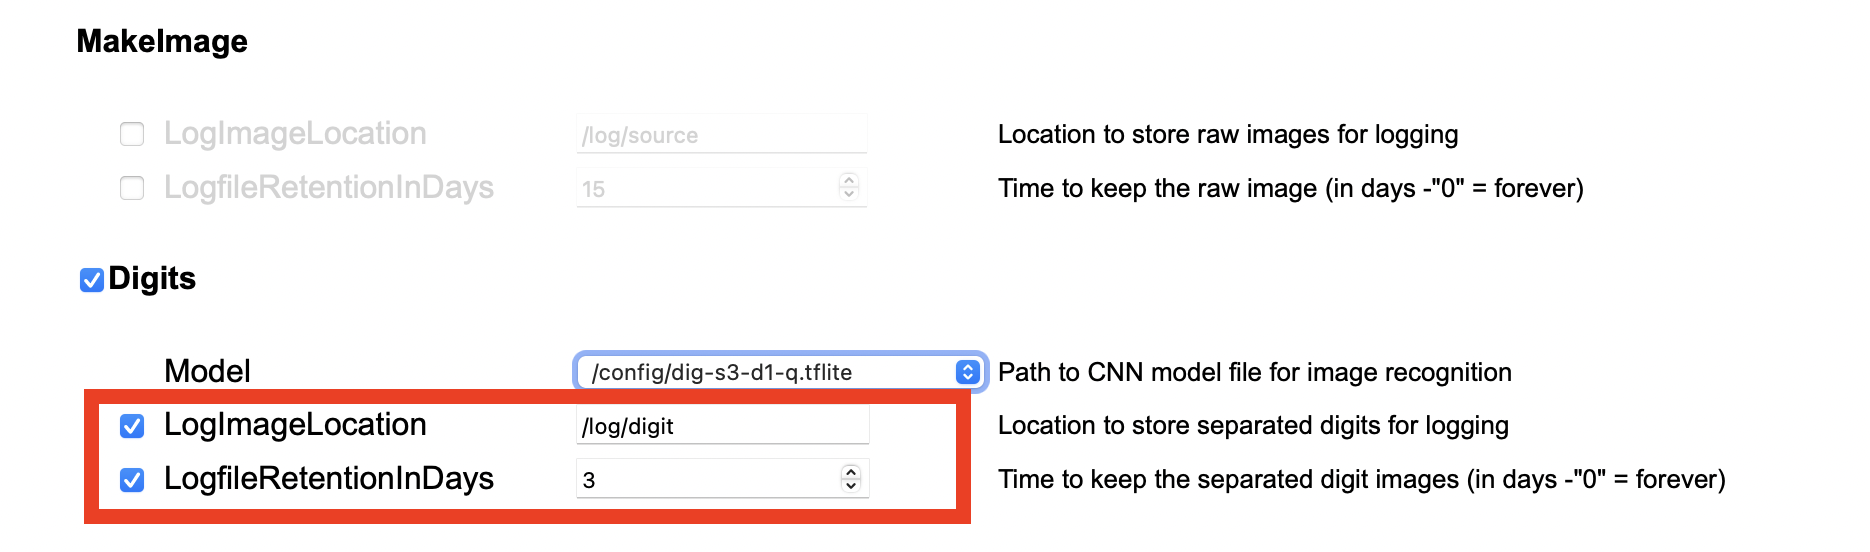 MakeImage
LogImageLocation /log/source Location to store raw images for logging
LogfileRetentionInDays 15 Time to keep the raw image (in days -"0" = forever)
Digits
Model /config/dig-s3-d1-q.tflite Path to CNN model file for image recognition
LogImageLocation /log/digit Location to store separated digits for logging
LogfileRetentionInDays 3 Time to keep the separated digit images (in days -"0" = forever)